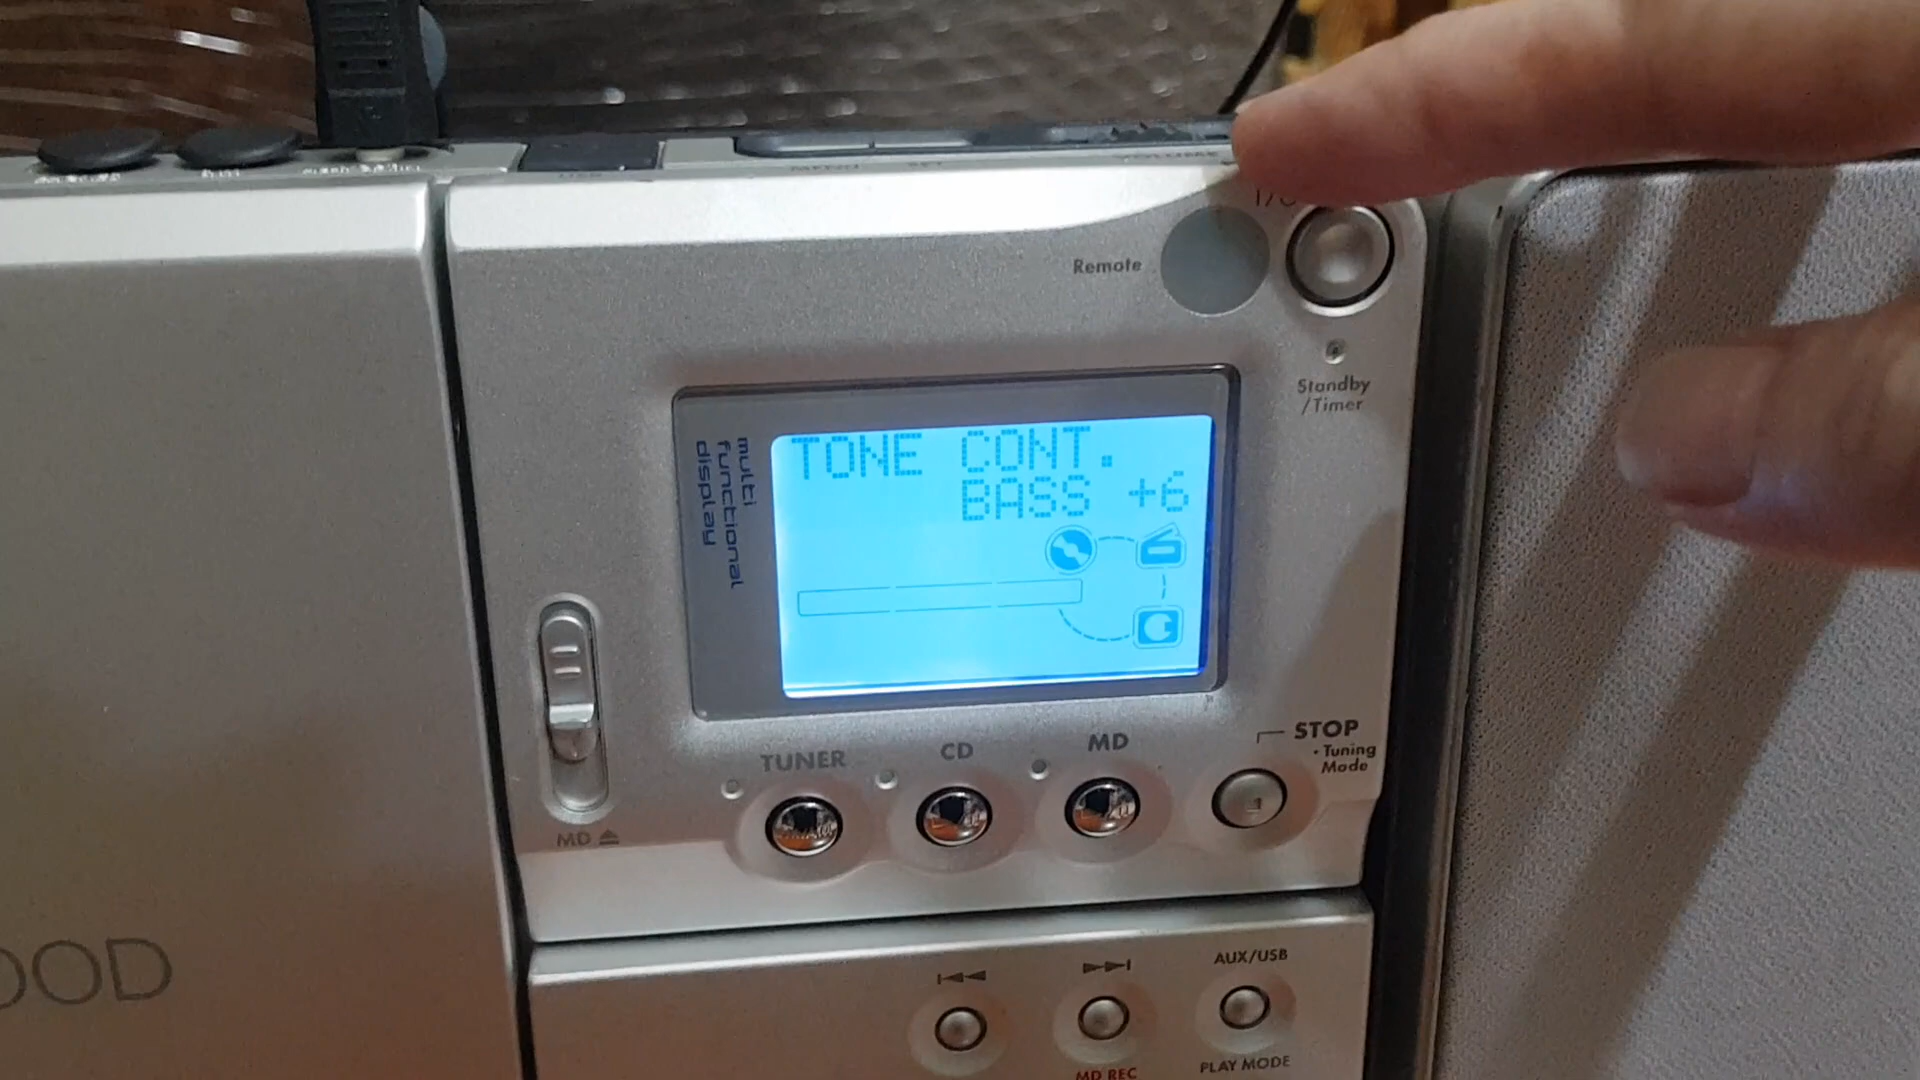 VOLUME
Remote
Standby
/Timer
multi
functional
display
TONE CONT.
BASS +6
STOP
• Tuning
Mode
TUNER
CD
MD
MD
AUX/USB
OOD
PLAY MODE
MD REC